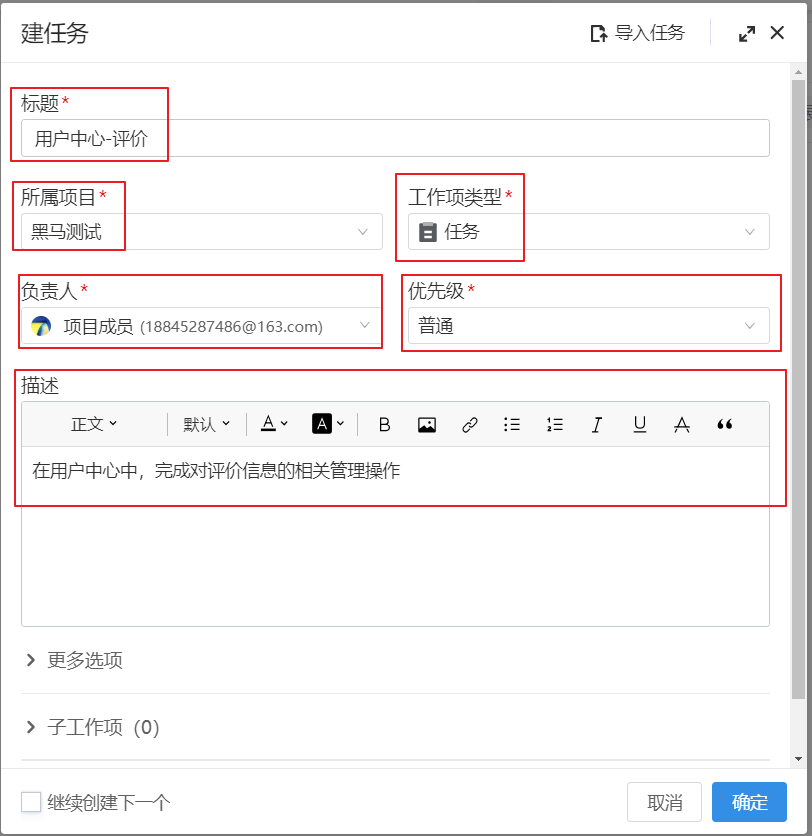 建任务
导入任务
标题*
用户中心-评价
所属项目* 工作项类型*
黑马测试 任务
负责人* 优先级*
项目成员 (18845287486@163.com) 普通
描述
正文 默认 A A B I U A
在用户中心中，完成对评价信息的相关管理操作
更多选项
子工作项 (0)
继续创建下一个 取消 确定